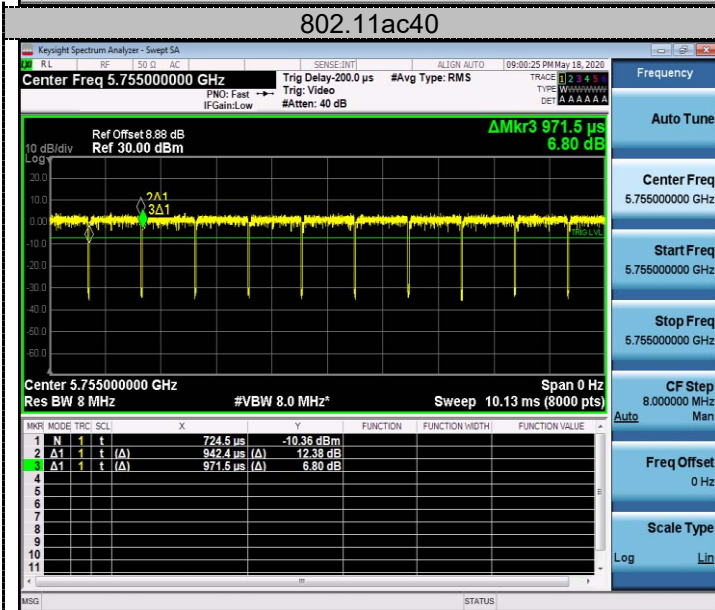 802.11ac40
Keysight Spectrum Analyzer - Swept SA
RL RF 50 Ω AC SENSE:INT ALIGN AUTO 09:00:25 PM May 18, 2020
Center Freq 5.755000000 GHz
PNO: Fast
IFGain:Low
Trig Delay-200.0 µs
Trig: Video
#Atten: 40 dB
#Avg Type: RMS
TRACE 1 2 3 4 5 6
TYPE WWWWWW
DET A A A A A A
Frequency
Auto Tune
Center Freq
5.755000000 GHz
Start Freq
5.755000000 GHz
Stop Freq
5.755000000 GHz
CF Step
8.000000 MHz
Auto Man
Freq Offset
0 Hz
Scale Type
Log Lin
Ref Offset 8.88 dB
10 dB/div Ref 30.00 dBm
Log
ΔMkr3 971.5 µs
6.80 dB
20.0
10.0
0.00
-10.0
-20.0
-30.0
-40.0
-50.0
-60.0
2Δ1
3Δ1
TRIG LVL
Center 5.755000000 GHz Span 0 Hz
Res BW 8 MHz #VBW 8.0 MHz* Sweep 10.13 ms (8000 pts)
MKR MODE TRC SCL X Y FUNCTION FUNCTION WIDTH FUNCTION VALUE
1 N 1 t 724.5 µs -10.36 dBm
2 Δ1 1 t (Δ) 942.4 µs (Δ) 12.38 dB
3 Δ1 1 t (Δ) 971.5 µs (Δ) 6.80 dB
4
5
6
7
8
9
10
11
MSG STATUS